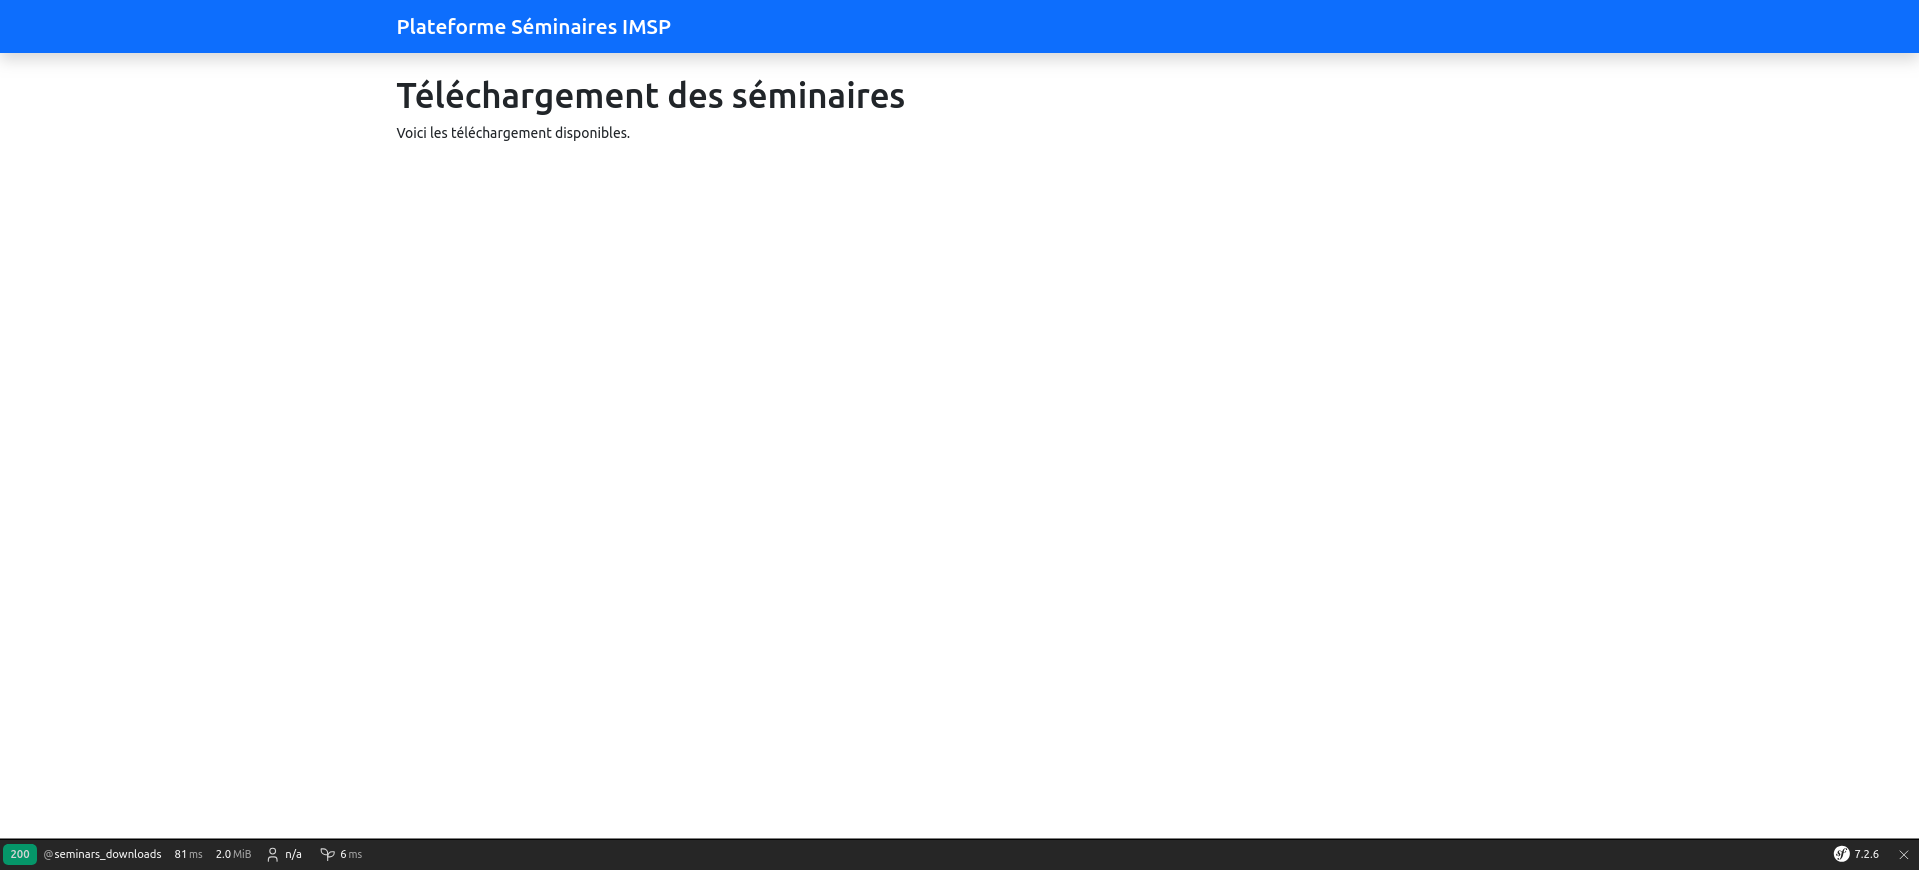 Plateforme Séminaires IMSP
Téléchargement des séminaires
Voici les téléchargement disponibles.
200 @seminars_downloads 81 ms 2.0 MiB n/a 6 ms sf 7.2.6